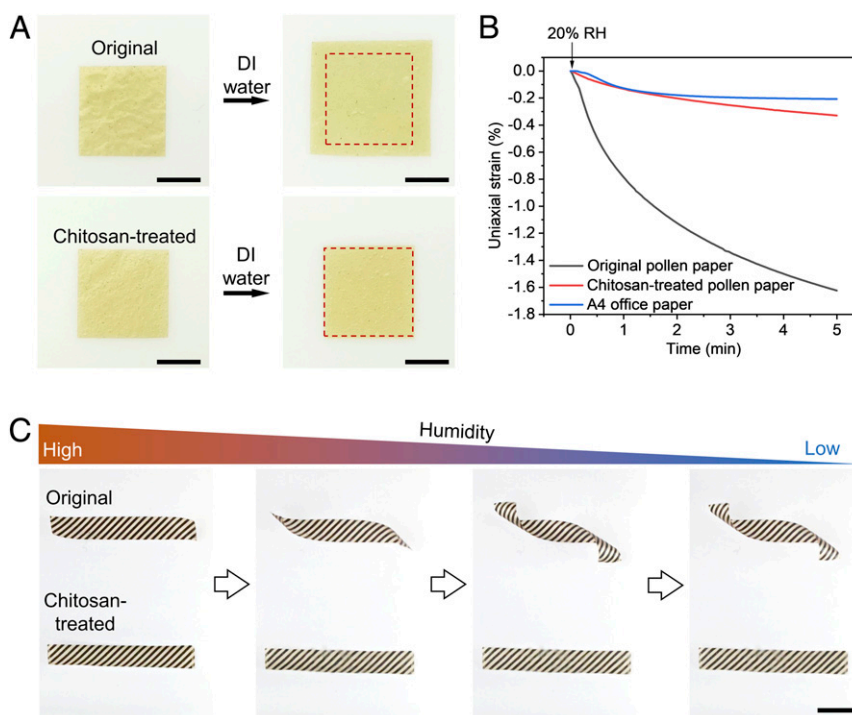 A
Original
DI
water
Chitosan-treated
DI
water
B
20% RH
Uniaxial strain (%)
0.0
-0.2
-0.4
-0.6
-0.8
-1.0
-1.2
-1.4
-1.6
-1.8
Original pollen paper
Chitosan-treated pollen paper
A4 office paper
0 1 2 3 4 5
Time (min)
C
Humidity
High
Low
Original
Chitosan-
treated